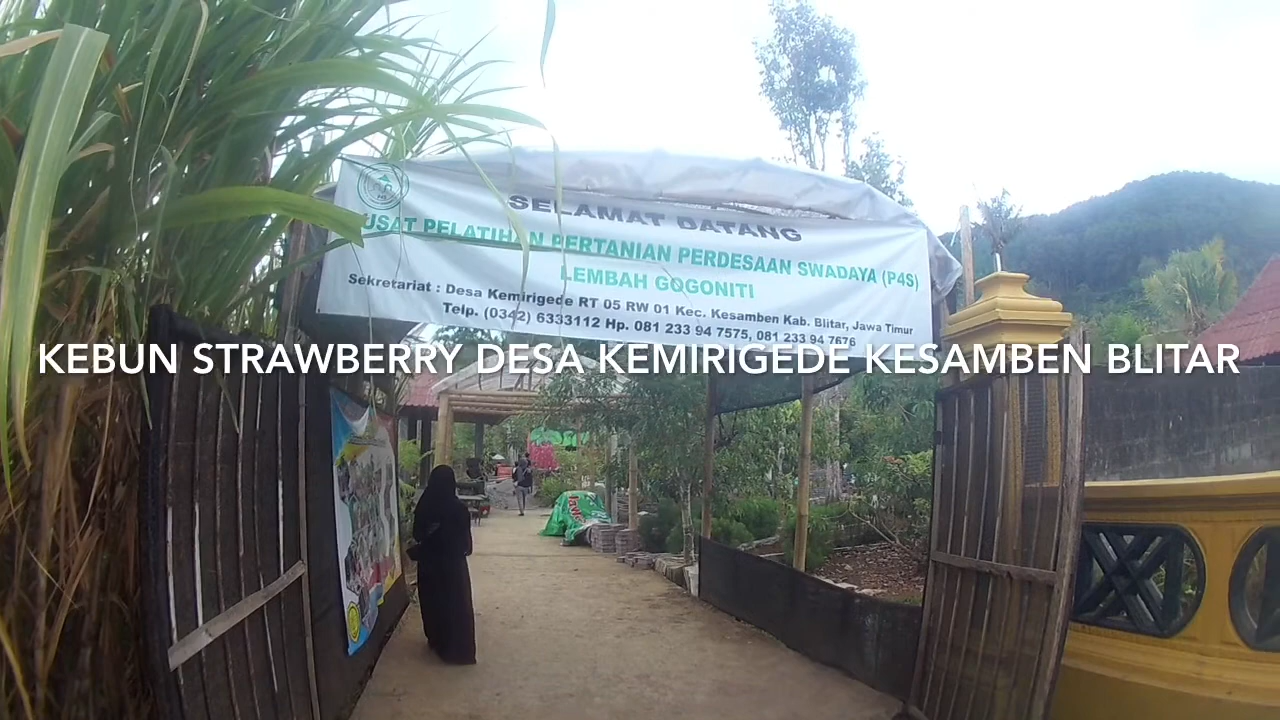 SELAMAT DATANG
USAT PELATIHAN PERTANIAN PERDESAAN SWADAYA (P4S)
LEMBAH GOGONITI
Sekretariat : Desa Kemirigede RT 05 RW 01 Kec. Kesamben Kab. Blitar, Jawa Timur
Telp. (0342) 6333112 Hp. 081 233 94 7575, 081 233 94 7676
KEBUN STRAWBERRY DESA KEMIRIGEDE KESAMBEN BLITAR